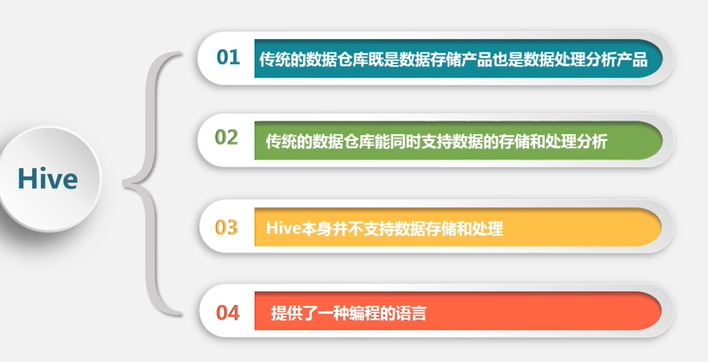 Hive
01 传统的数据仓库既是数据存储产品也是数据处理分析产品
02 传统的数据仓库能同时支持数据的存储和处理分析
03 Hive本身并不支持数据存储和处理
04 提供了一种编程的语言